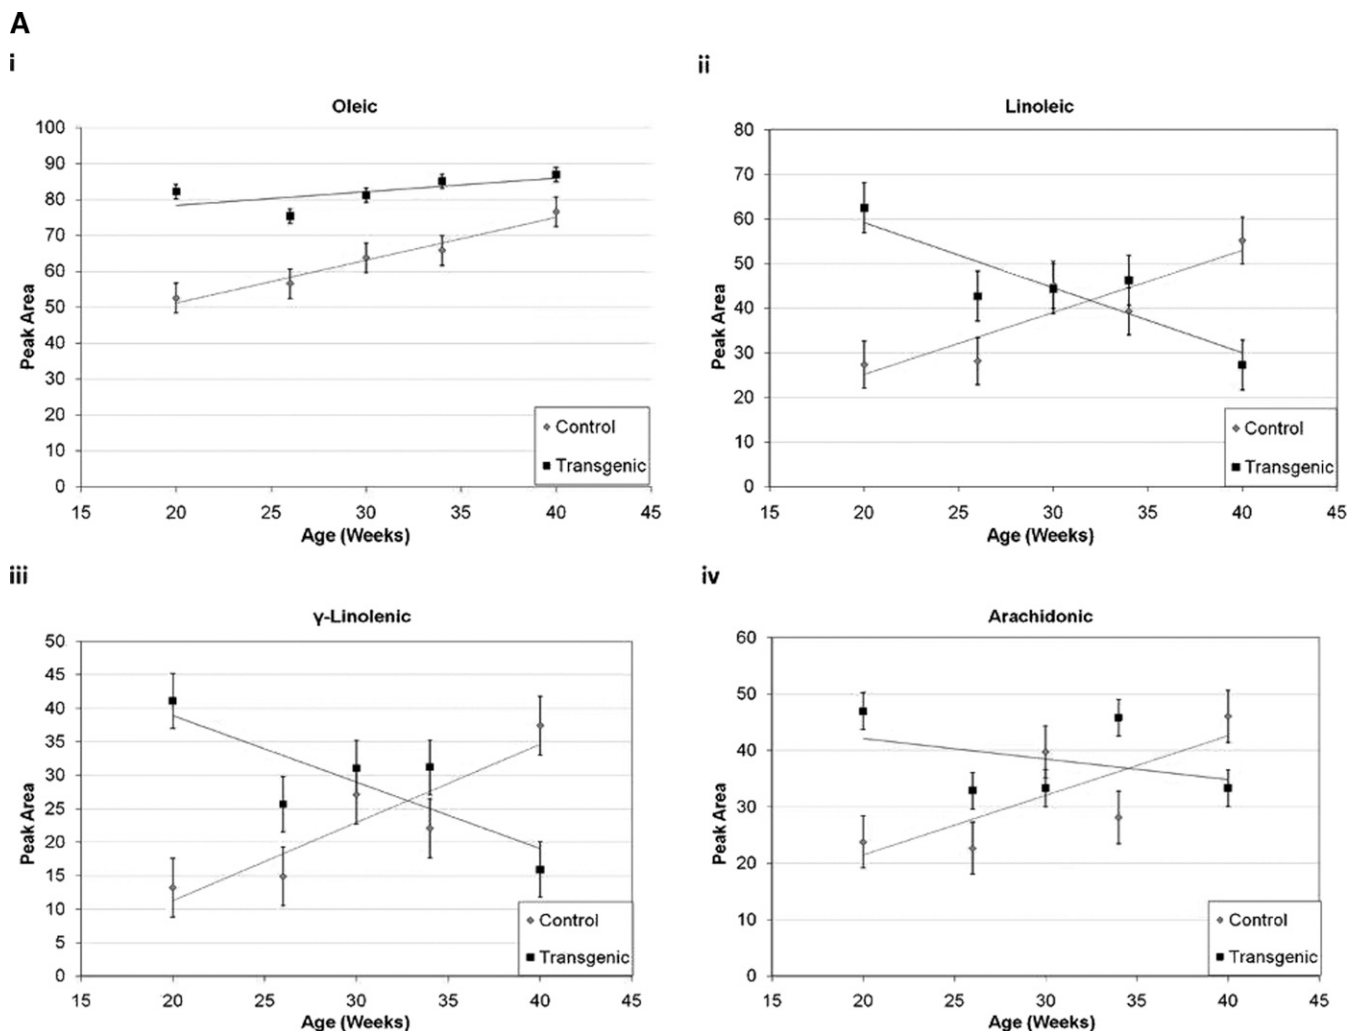 A
i
Oleic
100
90
80
70
60
50
40
30
20
10
0
Peak Area
Control
Transgenic
15 20 25 30 35 40 45
Age (Weeks)
ii
Linoleic
80
70
60
50
40
30
20
10
0
Peak Area
Control
Transgenic
15 20 25 30 35 40 45
Age (Weeks)
iii
γ-Linolenic
50
45
40
35
30
25
20
15
10
5
0
Peak Area
Control
Transgenic
15 20 25 30 35 40 45
Age (Weeks)
iv
Arachidonic
60
50
40
30
20
10
0
Peak Area
Control
Transgenic
15 20 25 30 35 40 45
Age (Weeks)